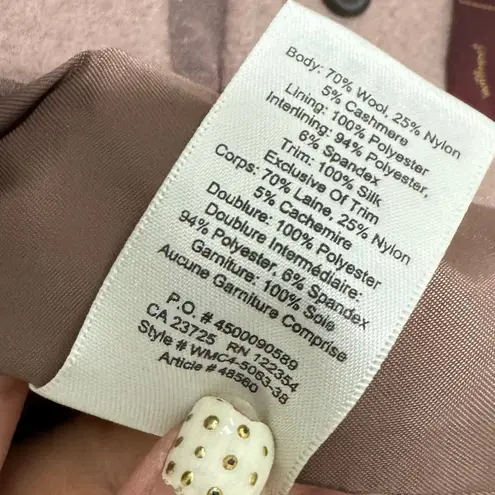 Body: 70% Wool, 25% Nylon
5% Cashmere
Lining: 100% Polyester
Interlining: 94% Polyester,
6% Spandex
Trim: 100% Silk
Exclusive Of Trim
Corps: 70% Laine, 25% Nylon
5% Cachemire
Doublure: 100% Polyester
Doublure Intermédiaire:
94% Polyester, 6% Spandex
Garniture: 100% Soie
Aucune Garniture Comprise
P.O. # 4500090589
CA 23725 RN 122354
Style # WMC4-5063-38
Article # 48560
wilfred